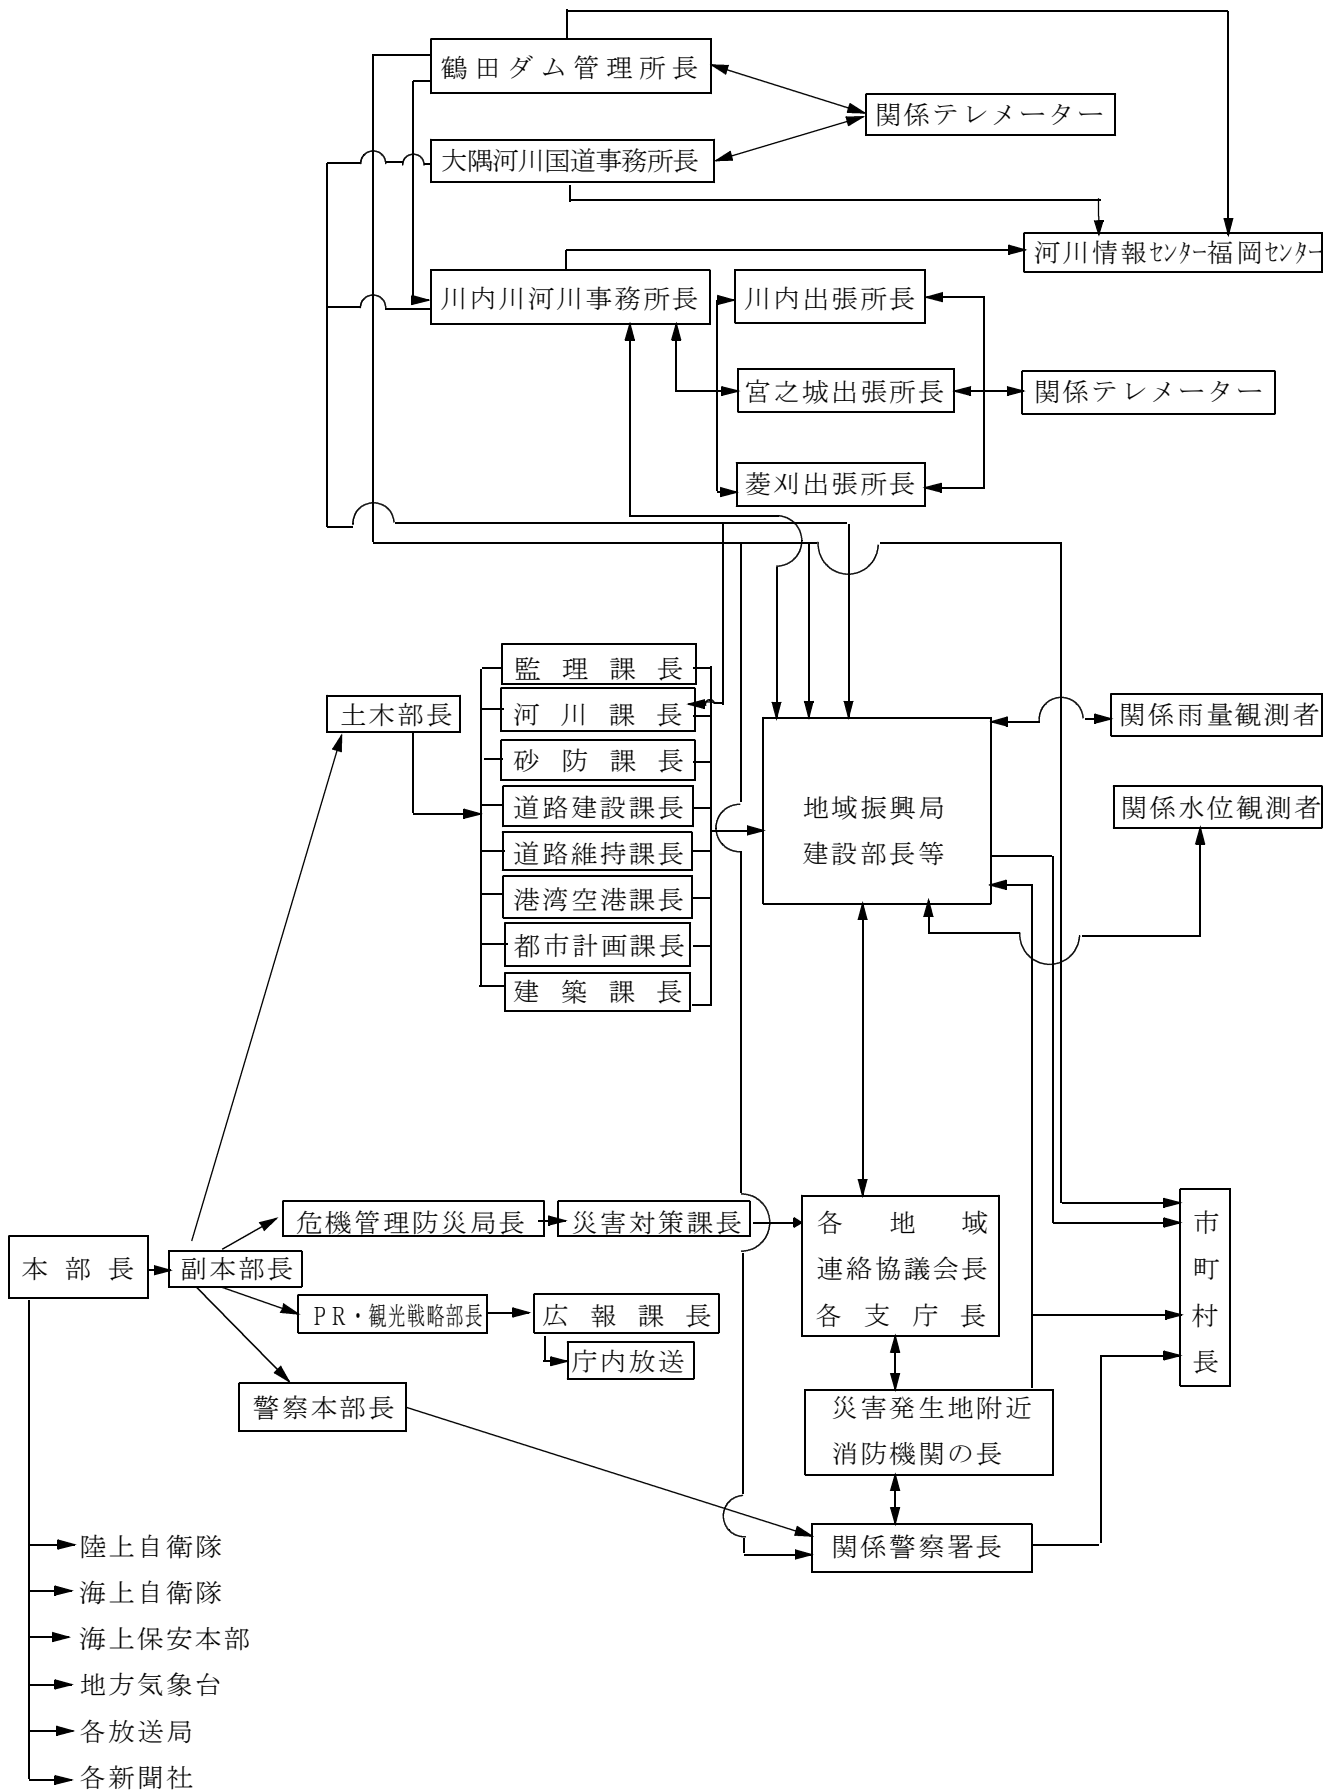 鶴田ダム管理所長
関係テレメーター
大隅河川国道事務所長
河川情報センター福岡センター
川内川河川事務所長
川内出張所長
宮之城出張所長
関係テレメーター
菱刈出張所長
監理課長
土木部長
河川課長
関係雨量観測者
砂防課長
道路建設課長
地域振興局
建設部長等
関係水位観測者
道路維持課長
港湾空港課長
都市計画課長
建築課長
危機管理防災局長
災害対策課長
各地域
連絡協議会長
各支庁長
市
町
村
長
本部長
副本部長
PR・観光戦略部長
広報課長
庁内放送
警察本部長
災害発生地附近
消防機関の長
関係警察署長
陸上自衛隊
海上自衛隊
海上保安本部
地方気象台
各放送局
各新聞社